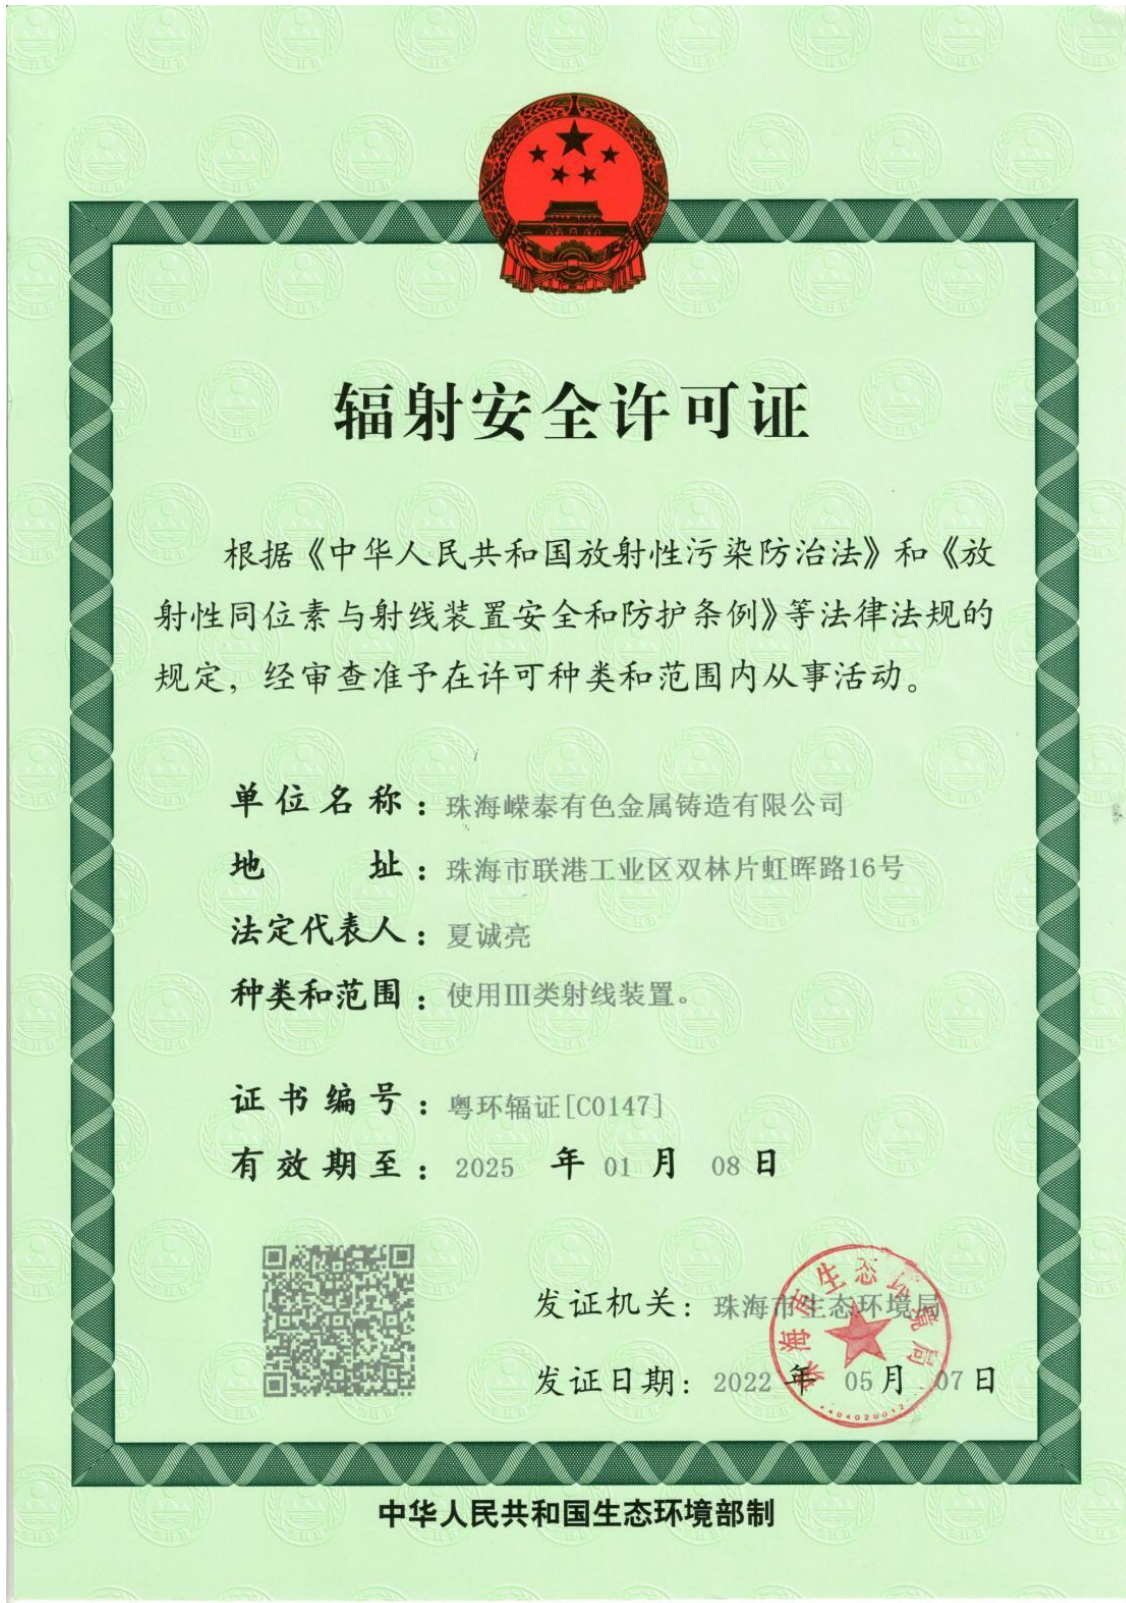 辐射安全许可证
根据《中华人民共和国放射性污染防治法》和《放
射性同位素与射线装置安全和防护条例》等法律法规的
规定，经审查准予在许可种类和范围内从事活动。
单位名称：珠海嵘泰有色金属铸造有限公司
地址：珠海市联港工业区双林片虹晖路16号
法定代表人：夏诚亮
种类和范围：使用III类射线装置。
证书编号：粤环辐证[C0147]
有效期至：2025 年 01 月 08 日
发证机关：珠海市生态环境局
珠海市生态环境局
发证日期：2022 年 05 月 07 日
中华人民共和国生态环境部制